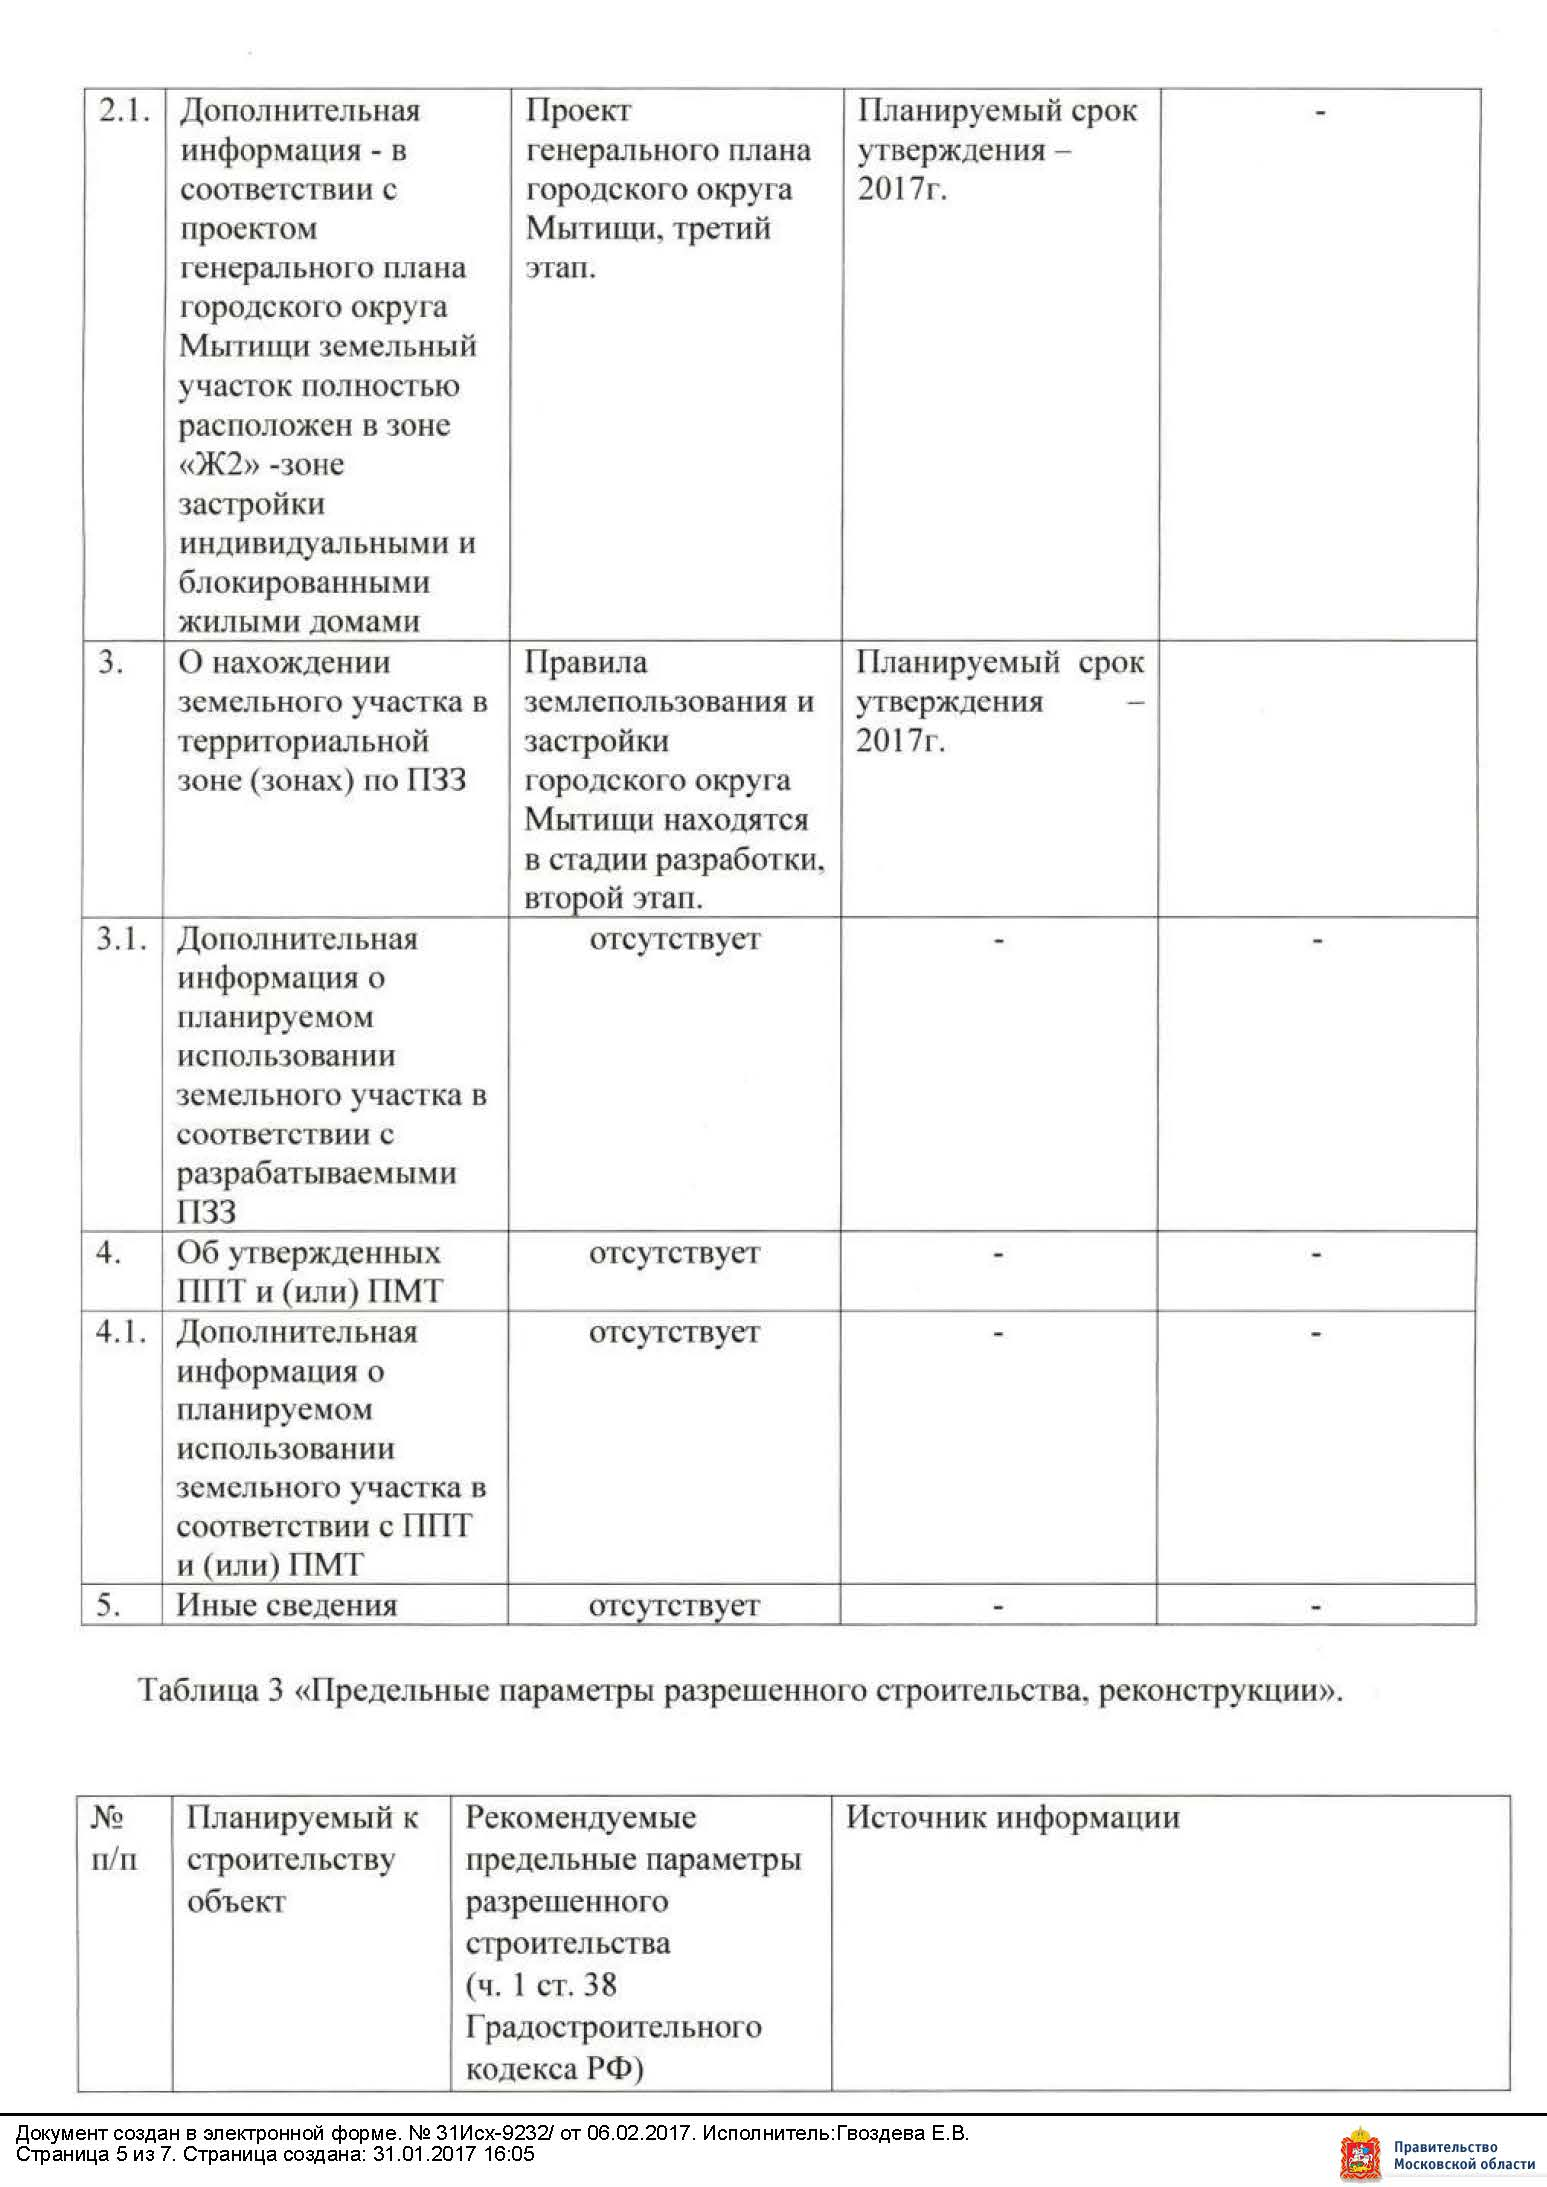 2.1.
Дополнительная
информация - в
соответствии с
проектом
генерального плана
городского округа
Мытищи земельный
участок полностью
расположен в зоне
«Ж2» -зоне
застройки
индивидуальными и
блокированными
жилыми домами
Проект
генерального плана
городского округа
Мытищи, третий
этап.
Планируемый срок
утверждения –
2017г.
-
3.
О нахождении
земельного участка в
территориальной
зоне (зонах) по ПЗЗ
Правила
землепользования и
застройки
городского округа
Мытищи находятся
в стадии разработки,
второй этап.
Планируемый срок
утверждения –
2017г.
3.1.
Дополнительная
информация о
планируемом
использовании
земельного участка в
соответствии с
разрабатываемыми
ПЗЗ
отсутствует
-
-
4.
Об утвержденных
ППТ и (или) ПМТ
отсутствует
-
-
4.1.
Дополнительная
информация о
планируемом
использовании
земельного участка в
соответствии с ППТ
и (или) ПМТ
отсутствует
-
-
5.
Иные сведения
отсутствует
-
-
Таблица 3 «Предельные параметры разрешенного строительства, реконструкции».
№
п/п
Планируемый к
строительству
объект
Рекомендуемые
предельные параметры
разрешенного
строительства
(ч. 1 ст. 38
Градостроительного
кодекса РФ)
Источник информации
Документ создан в электронной форме. № 31Исх-9232/ от 06.02.2017. Исполнитель:Гвоздева Е.В.
Страница 5 из 7. Страница создана: 31.01.2017 16:05
Правительство
Московской области